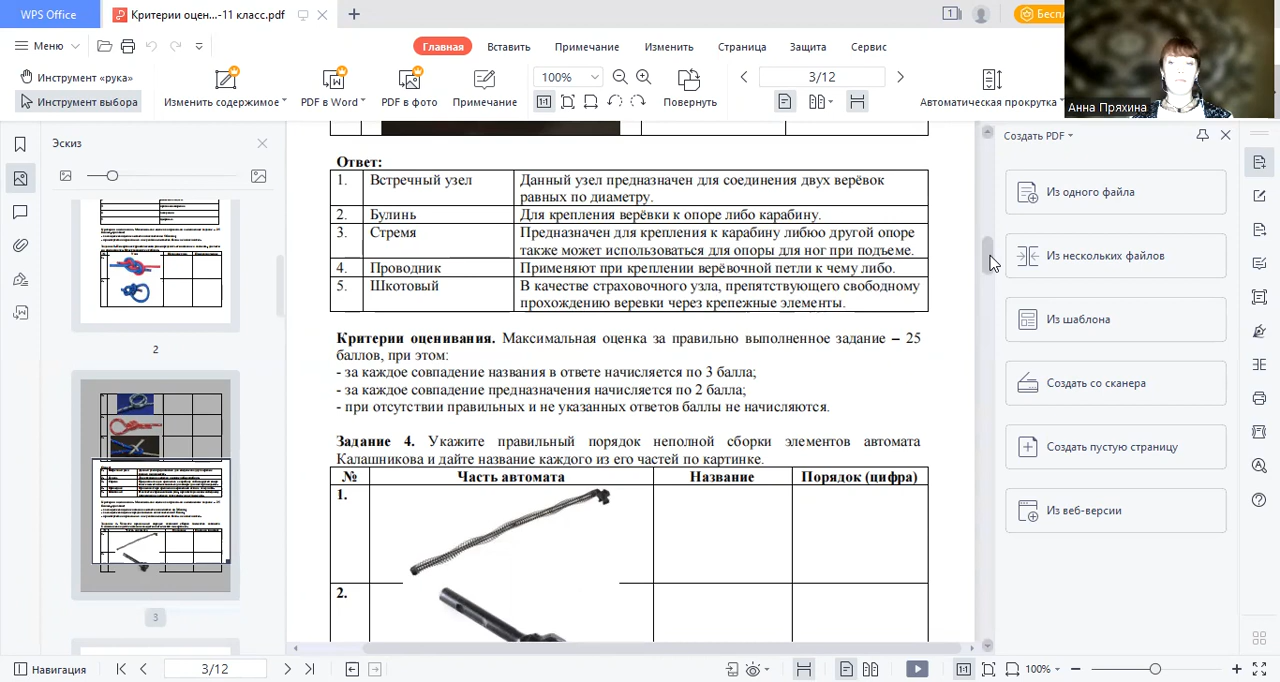 WPS Office
Критерии оцен...-11 класс.pdf
1
Меню
Главная
Вставить
Примечание
Изменить
Страница
Защита
Сервис
Инструмент «рука»
Инструмент выбора
Изменить содержимое
PDF в Word
PDF в фото
Примечание
100%
3/12
Повернуть
Автоматическая прокрутка
Анна Пряхина
Эскиз
2
3
Ответ:
1. Встречный узел Данный узел предназначен для соединения двух верёвок
равных по диаметру.
2. Булинь Для крепления верёвки к опоре либо карабину.
3. Стремя Предназначен для крепления к карабину либюо другой опоре
также может использоваться для опоры для ног при подъеме.
4. Проводник Применяют при креплении верёвочной петли к чему либо.
5. Шкотовый В качестве страховочного узла, препятствующего свободному
прохождению веревки через крепежные элементы.
Критерии оценивания. Максимальная оценка за правильно выполненное задание – 25
баллов, при этом:
- за каждое совпадение названия в ответе начисляется по 3 балла;
- за каждое совпадение предназначения начисляется по 2 балла;
- при отсутствии правильных и не указанных ответов баллы не начисляются.
Задание 4. Укажите правильный порядок неполной сборки элементов автомата
Калашникова и дайте название каждого из его частей по картинке.
№ Часть автомата Название Порядок (цифра)
1.
2.
Создать PDF
Из одного файла
Из нескольких файлов
Из шаблона
Создать со сканера
Создать пустую страницу
Из веб-версии
Навигация
3/12
100%